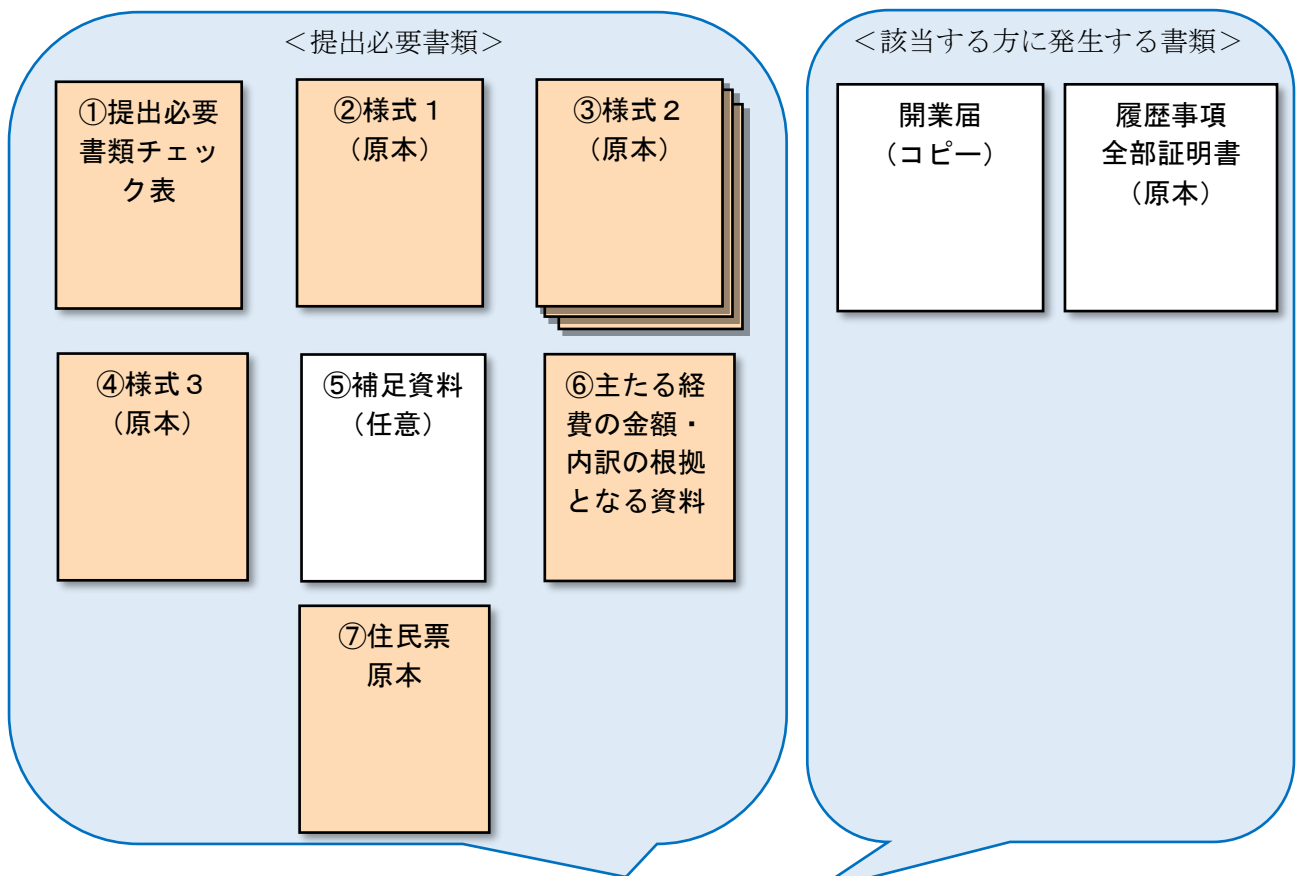 ＜提出必要書類＞
①提出必要
書類チェッ
ク表
②様式１
（原本）
③様式２
（原本）
④様式３
（原本）
⑤補足資料
（任意）
⑥主たる経
費の金額・
内訳の根拠
となる資料
⑦住民票
原本
＜該当する方に発生する書類＞
開業届
（コピー）
履歴事項
全部証明書
（原本）